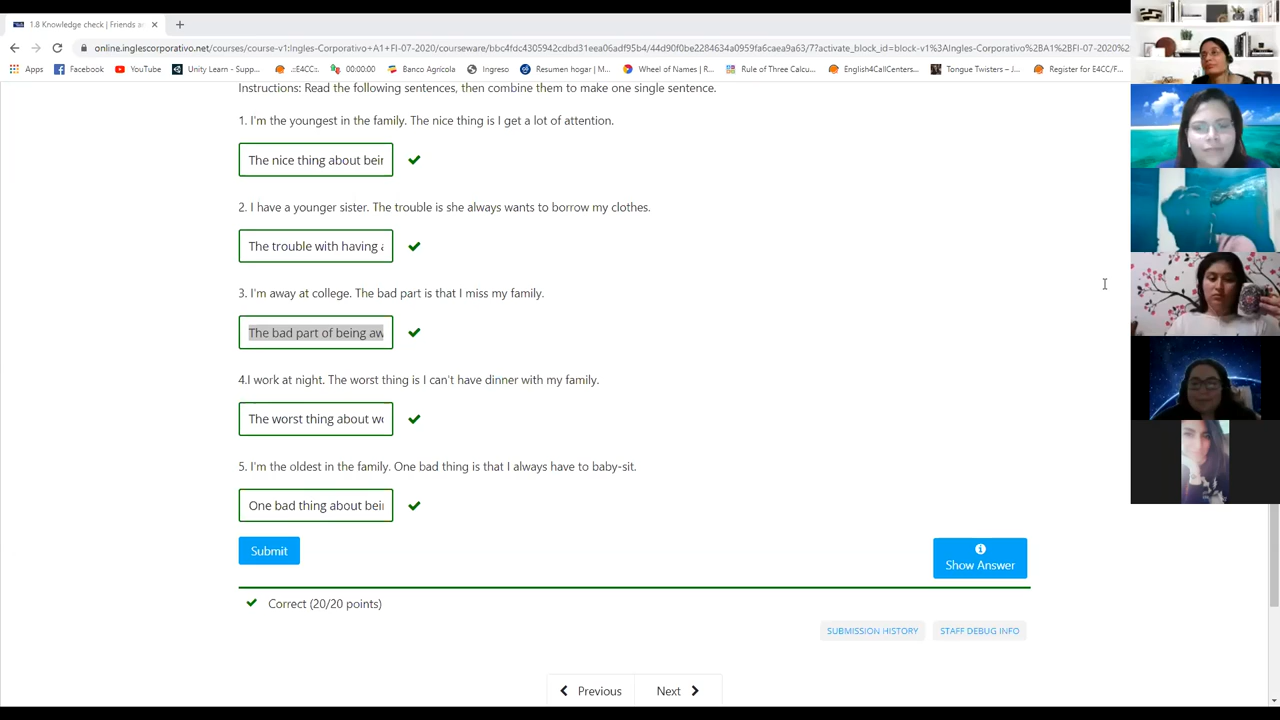 1.8 Knowledge check | Friends a
online.inglescorporativo.net/courses/course-v1:Ingles-Corporativo+A1+FI-07-2020/courseware/bbc4fdc4305942cdbd31eea06adf95b4/44d90f0be2284634a0959fa6caea9a63/7?activate_block_id=block-v1%3AIngles-Corporativo%2BA1%2BFI-07-2020%
Apps Facebook YouTube Unity Learn - Supp... .::E4CC::. 00:00:00 Banco Agrícola Ingreso Resumen hogar | M... Wheel of Names | R... Rule of Three Calcu... English4CallCenters... Tongue Twisters – J... Register for E4CC/F...
Instructions: Read the following sentences, then combine them to make one single sentence.
1. I'm the youngest in the family. The nice thing is I get a lot of attention.
The nice thing about bein
2. I have a younger sister. The trouble is she always wants to borrow my clothes.
The trouble with having a
3. I'm away at college. The bad part is that I miss my family.
The bad part of being aw
4.I work at night. The worst thing is I can't have dinner with my family.
The worst thing about wo
5. I'm the oldest in the family. One bad thing is that I always have to baby-sit.
One bad thing about bein
Submit
Show Answer
Correct (20/20 points)
SUBMISSION HISTORY STAFF DEBUG INFO
Previous Next